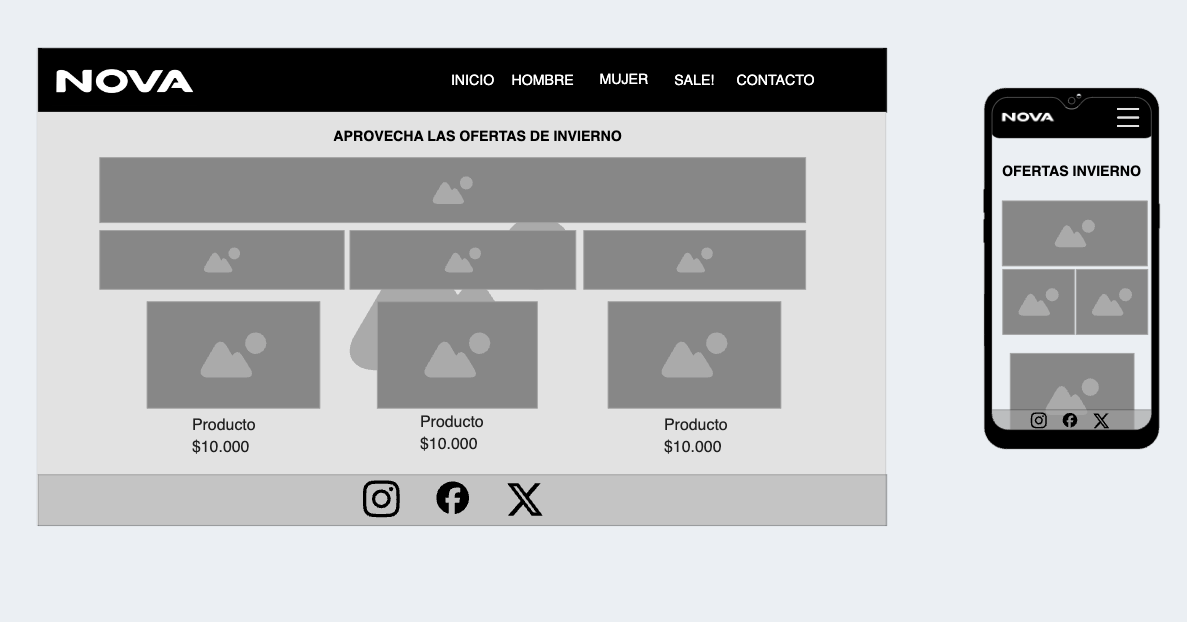 NOVA
INICIO HOMBRE MUJER SALE! CONTACTO
APROVECHA LAS OFERTAS DE INVIERNO
Producto
$10.000
Producto
$10.000
Producto
$10.000
NOVA
OFERTAS INVIERNO